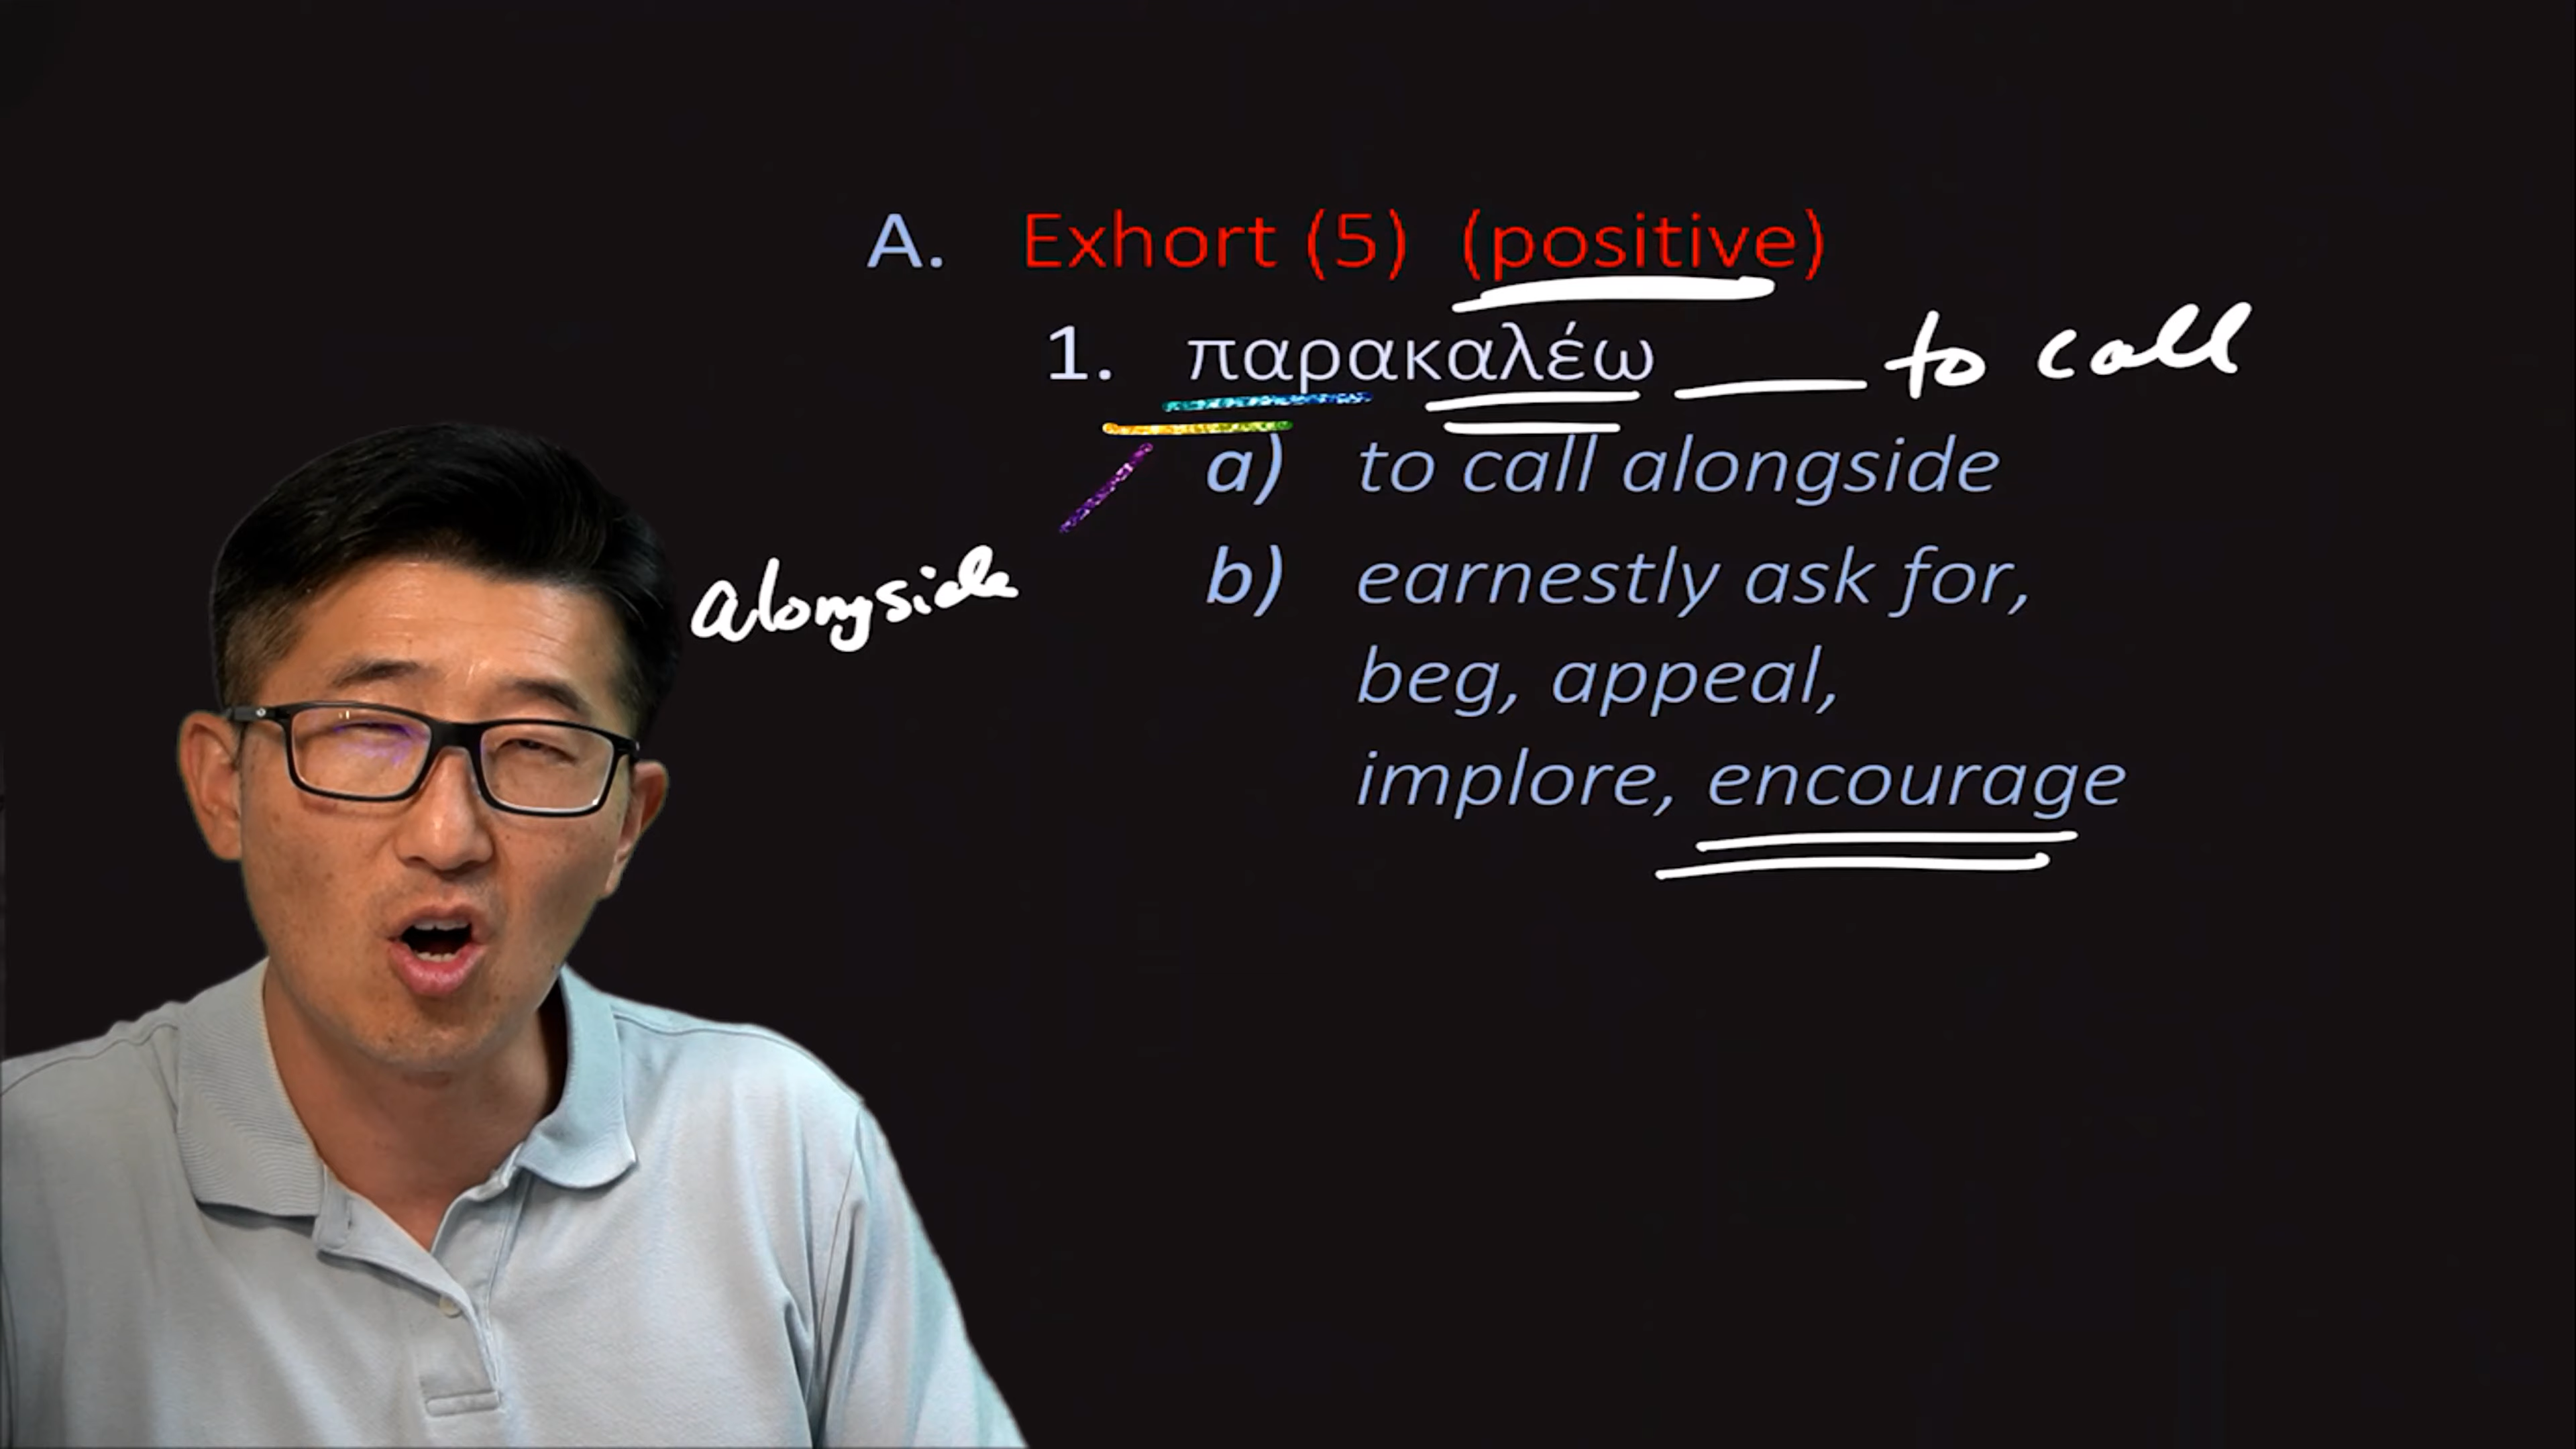 A. Exhort (5) (positive)
1. παρακαλέω to call
a) to call alongside
b) earnestly ask for,
alongside
beg, appeal,
implore, encourage